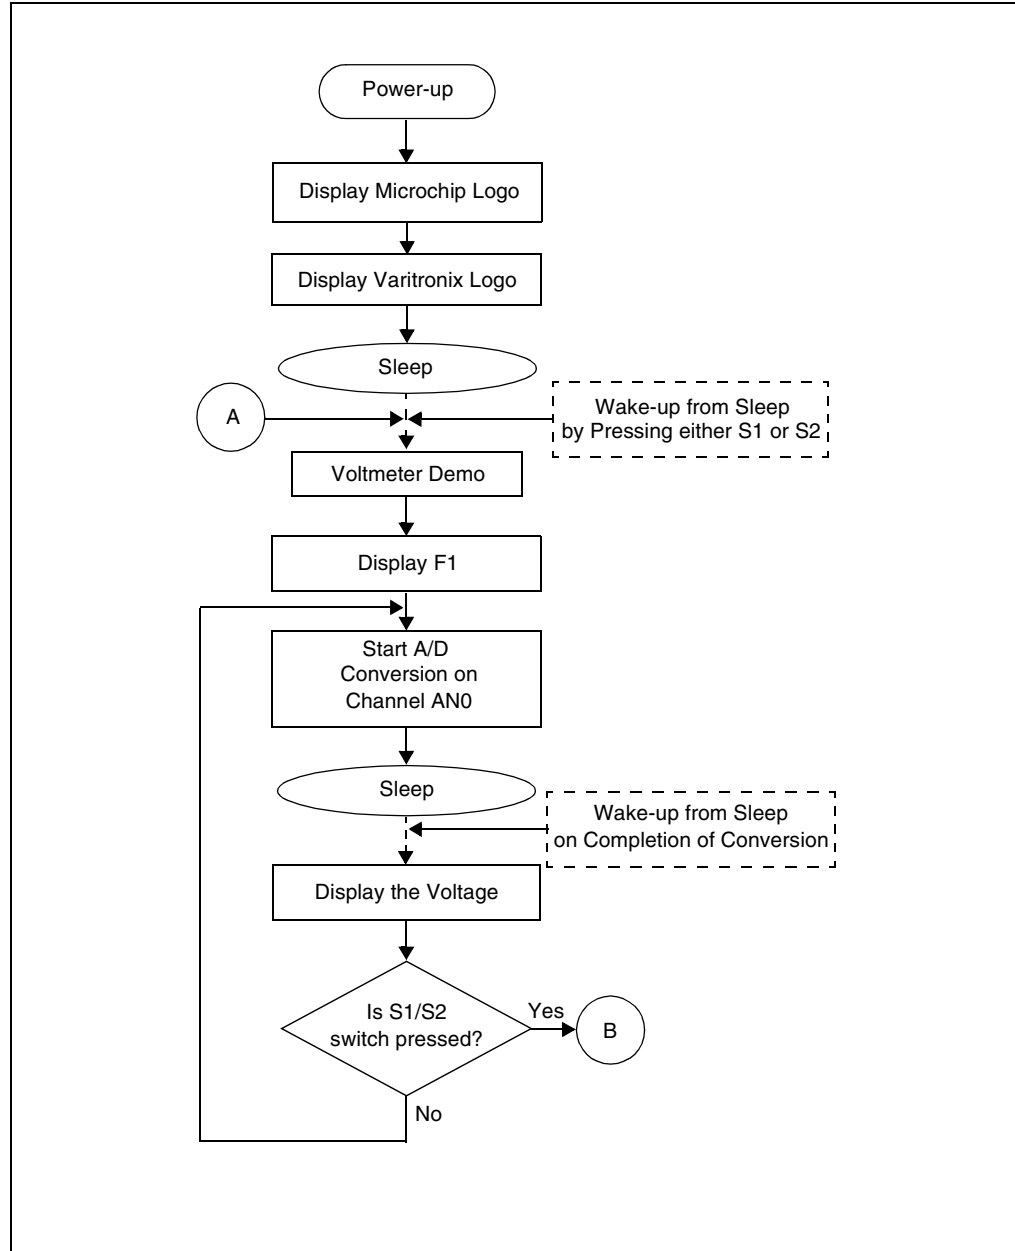 Power-up
Display Microchip Logo
Display Varitronix Logo
Sleep
A
Wake-up from Sleep
by Pressing either S1 or S2
Voltmeter Demo
Display F1
Start A/D
Conversion on
Channel AN0
Sleep
Wake-up from Sleep
on Completion of Conversion
Display the Voltage
Is S1/S2
switch pressed?
Yes
B
No